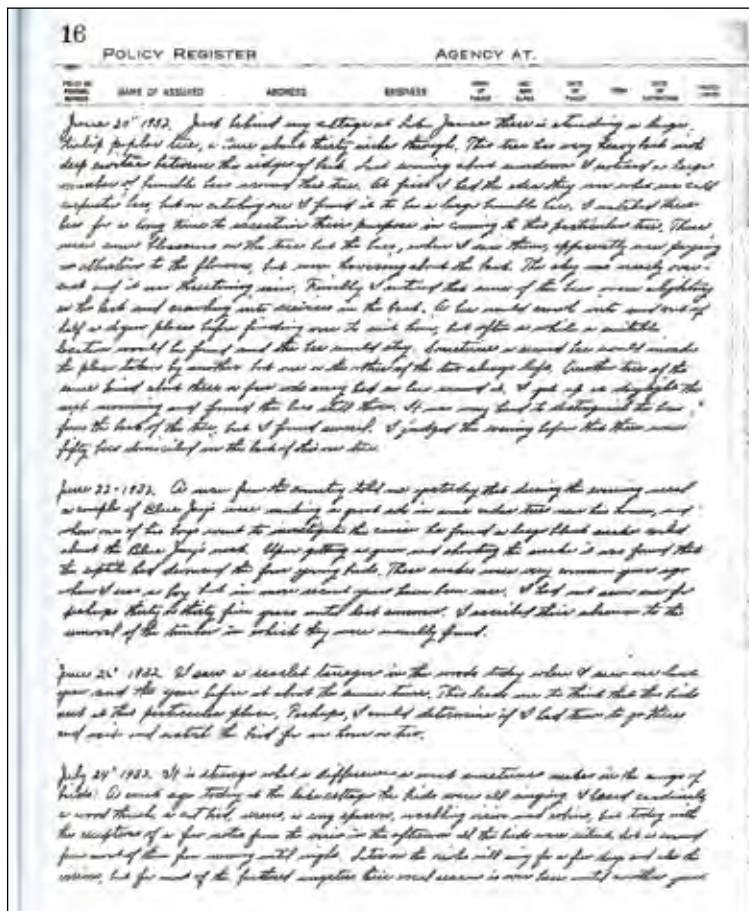 16
POLICY REGISTER AGENCY AT.
NAME OF ASSURED ADDRESS BUSINESS
June 20" 1932. Just behind my cottage at Lake James there is standing a large
tulip poplar tree, a tree about thirty inches through. This tree has very heavy bark with
deep between the ridges of bark. Last evening about sundown I noticed a large
number of bumble bees around this tree. At first I had the idea they were what we call
carpenter bees, but on catching one I found it to be a large bumble bee. I watched these
bees for a long time to ascertain their purpose in coming to this particular tree. There
were some blossoms on the tree but the bees, when I saw them, apparently were paying
no attention to the flowers, but were hovering about the bark. The sky was nearly over-
cast and it was threatening rain. Finally I noticed that some of the bees were alighting
on the bark and crawling into crevices in the bark. A bee would crawl into and out of
half a dozen places before finding one to suit him, but after a while a suitable
location would be found and the bee would stay. Sometimes a second bee would invade
the place taken by another but one or the other of the two always left. Another tree of the
same kind about three or four rods away had no bees around it. I got up at daylight the
next morning and found the bees still there. It was very hard to distinguish the bees
from the bark of the tree, but I found several. I judged the evening before that there were
fifty bees domiciled in the bark of this one tree.
June 22-1932. A man from the country told me yesterday that during the evening
a couple of Blue Jays were making a great ado in some cedar trees near his house, and
when one of his boys went to investigate the cause he found a large black snake coiled
about the Blue Jay's nest. Upon getting a gun and shooting the snake it was found that
the reptile had devoured the four young birds. These snakes were very common years ago
when I was a boy but in more recent years have been rare. I had not seen one for
perhaps thirty to thirty five years until last summer. I ascribed their absence to the
removal of the timber in which they were usually found.
June 26" 1932 I saw a scarlet tanager in the woods today where I saw one last
year and the year before at about the same time. This leads me to think that the birds
nest at this particular place. Perhaps, I could determine if I had time to go there
and wait and watch the bird for an hour or two.
July 24" 1932. It is strange what a difference a week sometimes makes in the songs of
birds. A week ago today at the lake cottage the birds were all singing. I heard cardinals,
a wood thrush, a cat bird, wrens, a song sparrow, warbling vireo and others, but today with
the exceptions of a few notes from the vireo in the afternoon all the birds were silent,
from morning until night. Later on the will sing for a few days and also the
but for most of the feathered songsters their vocal season is over here until another year